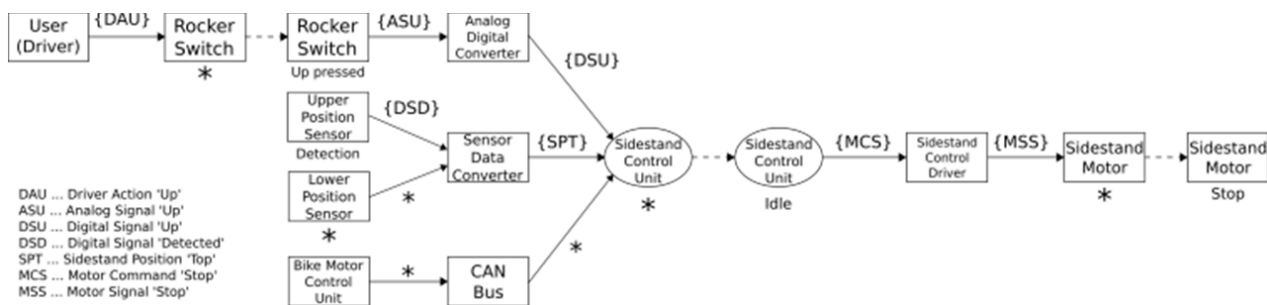 User
(Driver)
{DAU}
Rocker
Switch
*
Rocker
Switch
Up pressed
{ASU}
Analog
Digital
Converter
{DSU}
Upper
Position
Sensor
Detection
{DSD}
Lower
Position
Sensor
*
*
Sensor
Data
Converter
{SPT}
Bike Motor
Control
Unit
*
CAN
Bus
*
Sidestand
Control
Unit
*
Sidestand
Control
Unit
Idle
{MCS}
Sidestand
Control
Driver
{MSS}
Sidestand
Motor
*
Sidestand
Motor
Stop
DAU ... Driver Action 'Up'
ASU ... Analog Signal 'Up'
DSU ... Digital Signal 'Up'
DSD ... Digital Signal 'Detected'
SPT ... Sidestand Position 'Top'
MCS ... Motor Command 'Stop'
MSS ... Motor Signal 'Stop'